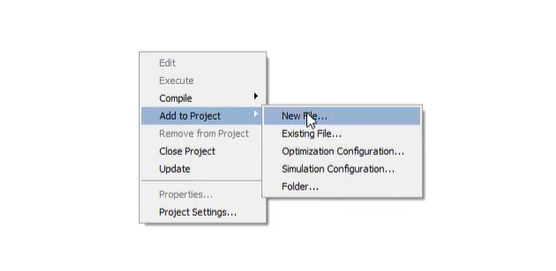 Edit
Execute
Compile
Add to Project
Remove from Project
Close Project
Update
Properties...
Project Settings...
New File...
Existing File...
Optimization Configuration...
Simulation Configuration...
Folder...